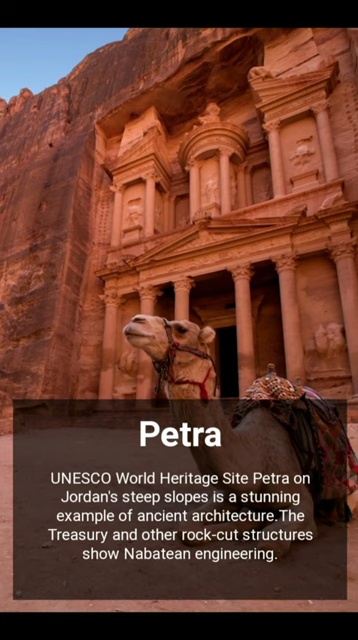 Petra
UNESCO World Heritage Site Petra on
Jordan's steep slopes is a stunning
example of ancient architecture.The
Treasury and other rock-cut structures
show Nabatean engineering.